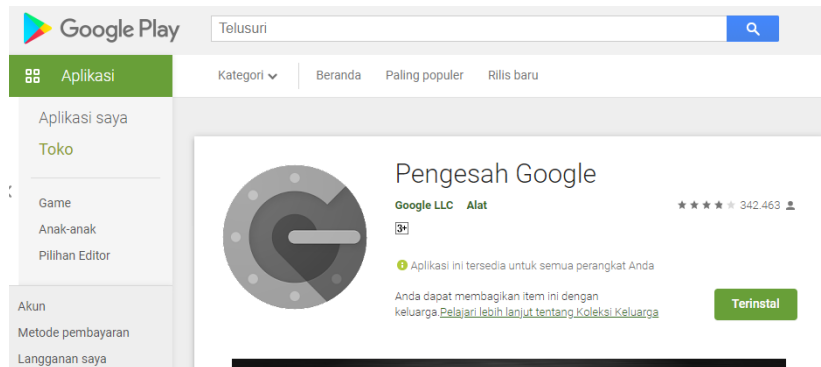 Google Play
Telusuri
Aplikasi
Kategori
Beranda
Paling populer
Rilis baru
Aplikasi saya
Toko
Game
Anak-anak
Pilihan Editor
Akun
Metode pembayaran
Langganan saya
Pengesah Google
Google LLC Alat
342.463
3+
Aplikasi ini tersedia untuk semua perangkat Anda
Anda dapat membagikan item ini dengan
keluarga.Pelajari lebih lanjut tentang Koleksi Keluarga
Terinstal